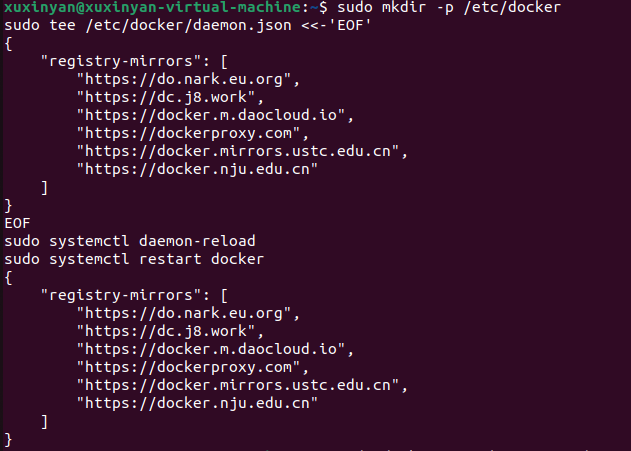 xuxinyan@xuxinyan-virtual-machine:~$ sudo mkdir -p /etc/docker
sudo tee /etc/docker/daemon.json <<-'EOF'
{
    "registry-mirrors": [
        "https://do.nark.eu.org",
        "https://dc.j8.work",
        "https://docker.m.daocloud.io",
        "https://dockerproxy.com",
        "https://docker.mirrors.ustc.edu.cn",
        "https://docker.nju.edu.cn"
    ]
}
EOF
sudo systemctl daemon-reload
sudo systemctl restart docker
{
    "registry-mirrors": [
        "https://do.nark.eu.org",
        "https://dc.j8.work",
        "https://docker.m.daocloud.io",
        "https://dockerproxy.com",
        "https://docker.mirrors.ustc.edu.cn",
        "https://docker.nju.edu.cn"
    ]
}